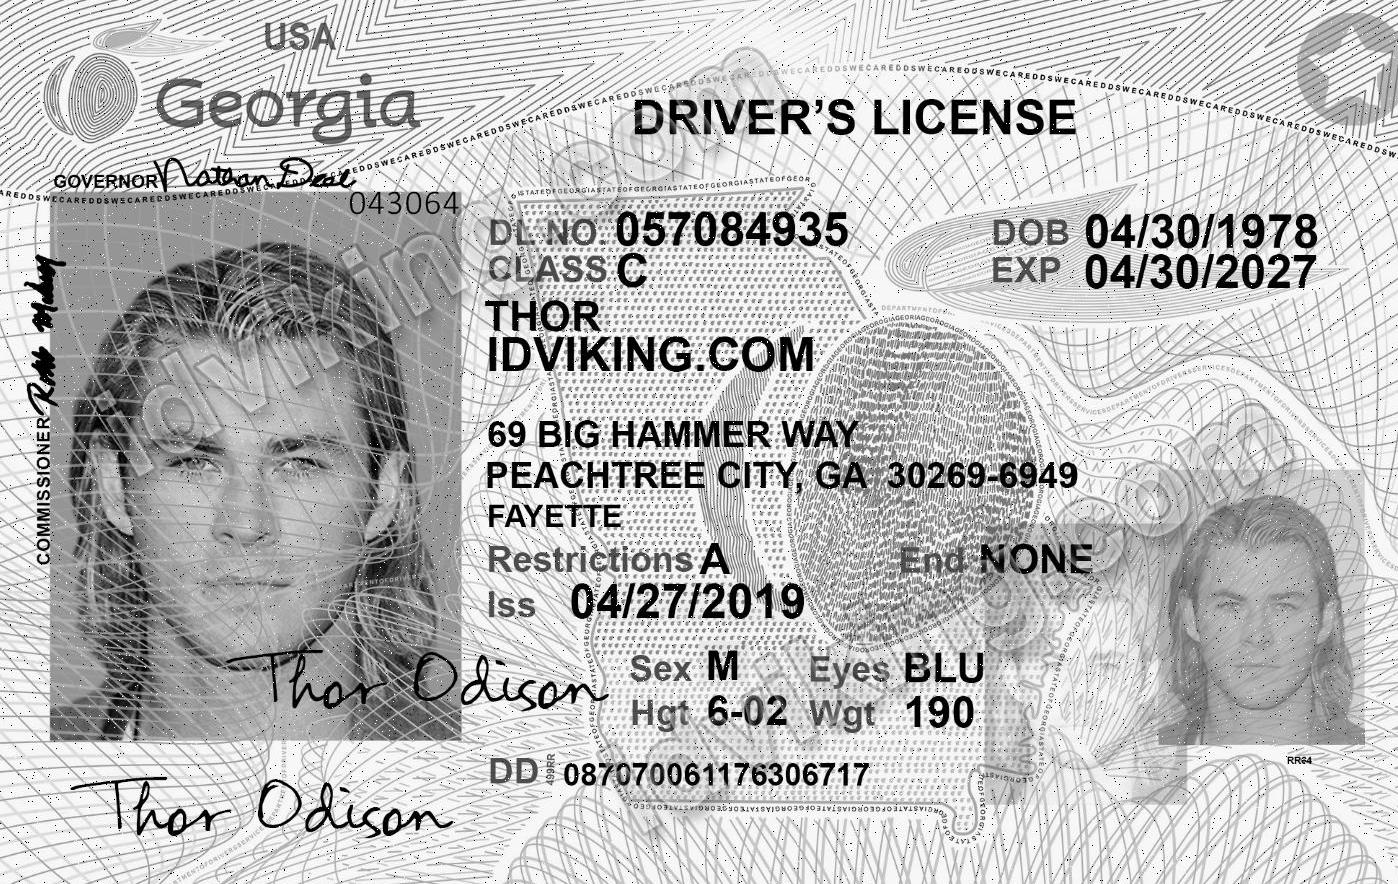 USA
Georgia
DRIVER'S LICENSE
GOVERNOR Nathan Deal
043064
DL NO. 057084935
DOB 04/30/1978
CLASS C
EXP 04/30/2027
THOR
IDVIKING.COM
69 BIG HAMMER WAY
PEACHTREE CITY, GA 30269-6949
FAYETTE
COMMISSIONER
Restrictions A
End NONE
Iss 04/27/2019
Sex M
Eyes BLU
Hgt 6-02
Wgt 190
Thor Odison
DD 499RR 087070061176306717
RR34
Thor Odison
idviking.com